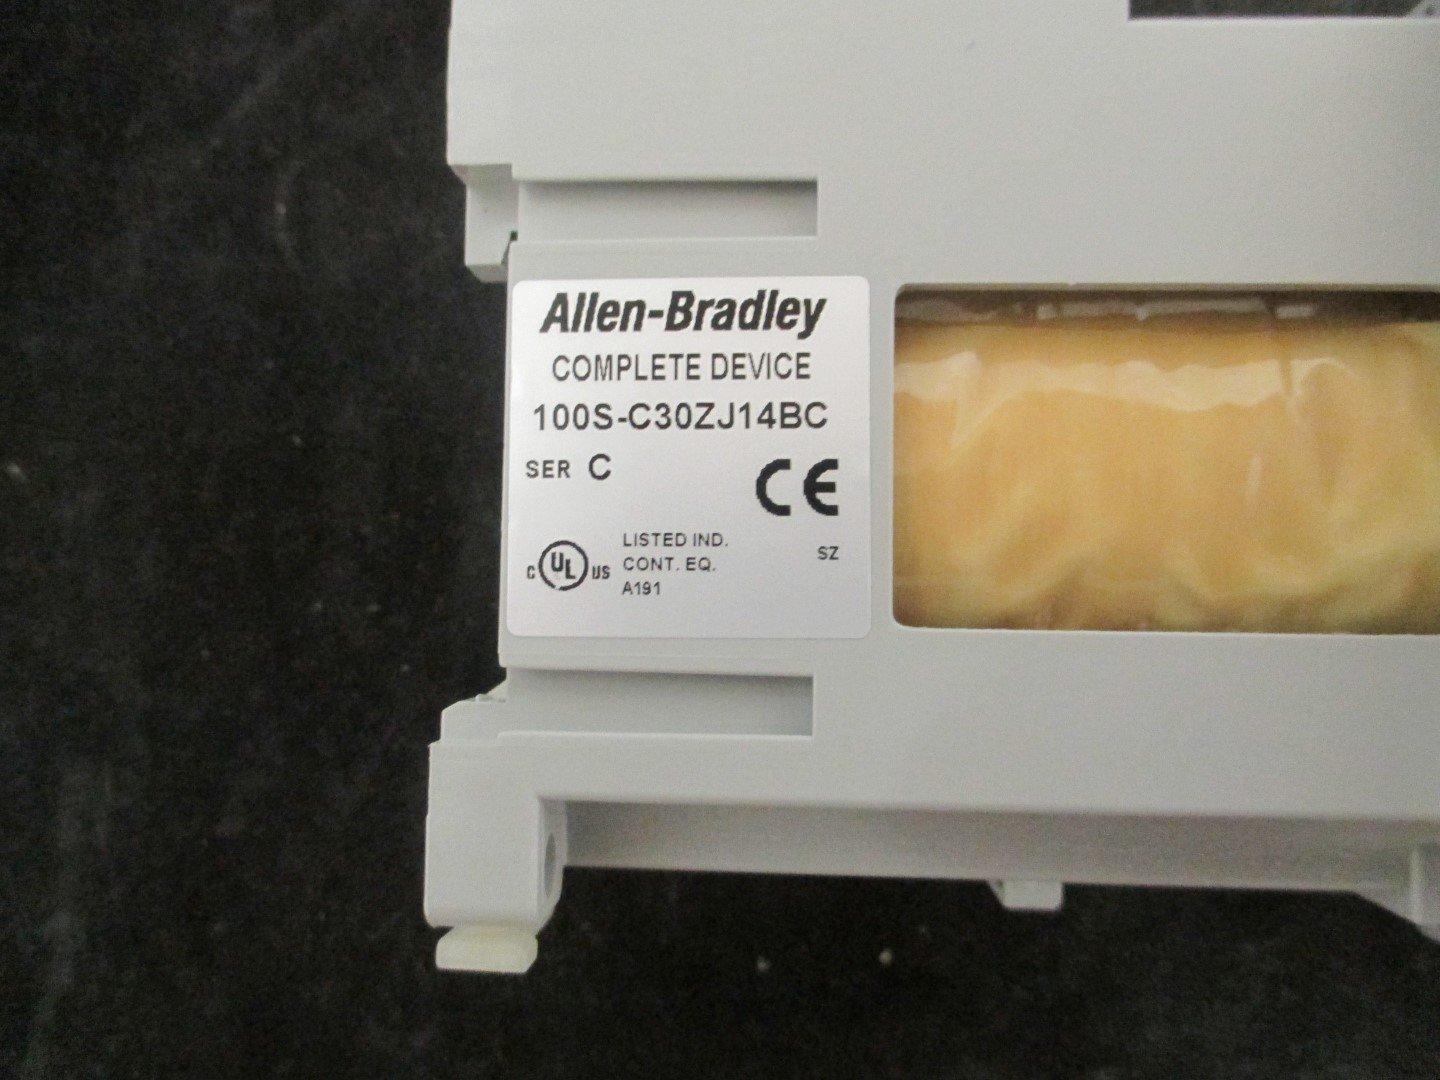 Allen-Bradley
COMPLETE DEVICE
100S-C30ZJ14BC
SER C
CE
C UL US
LISTED IND.
CONT. EQ.
A191
SZ